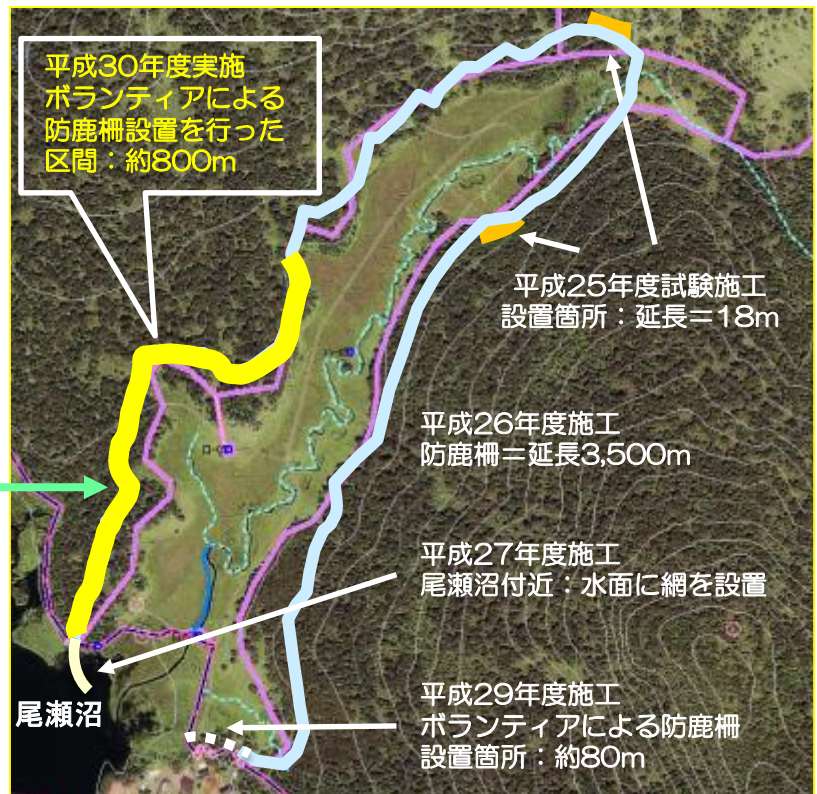 平成30年度実施
ボランティアによる
防鹿柵設置を行った
区間：約800m
平成25年度試験施工
設置箇所：延長＝18m
平成26年度施工
防鹿柵＝延長3,500m
平成27年度施工
尾瀬沼付近：水面に網を設置
平成29年度施工
ボランティアによる防鹿柵
設置箇所：約80m
尾瀬沼